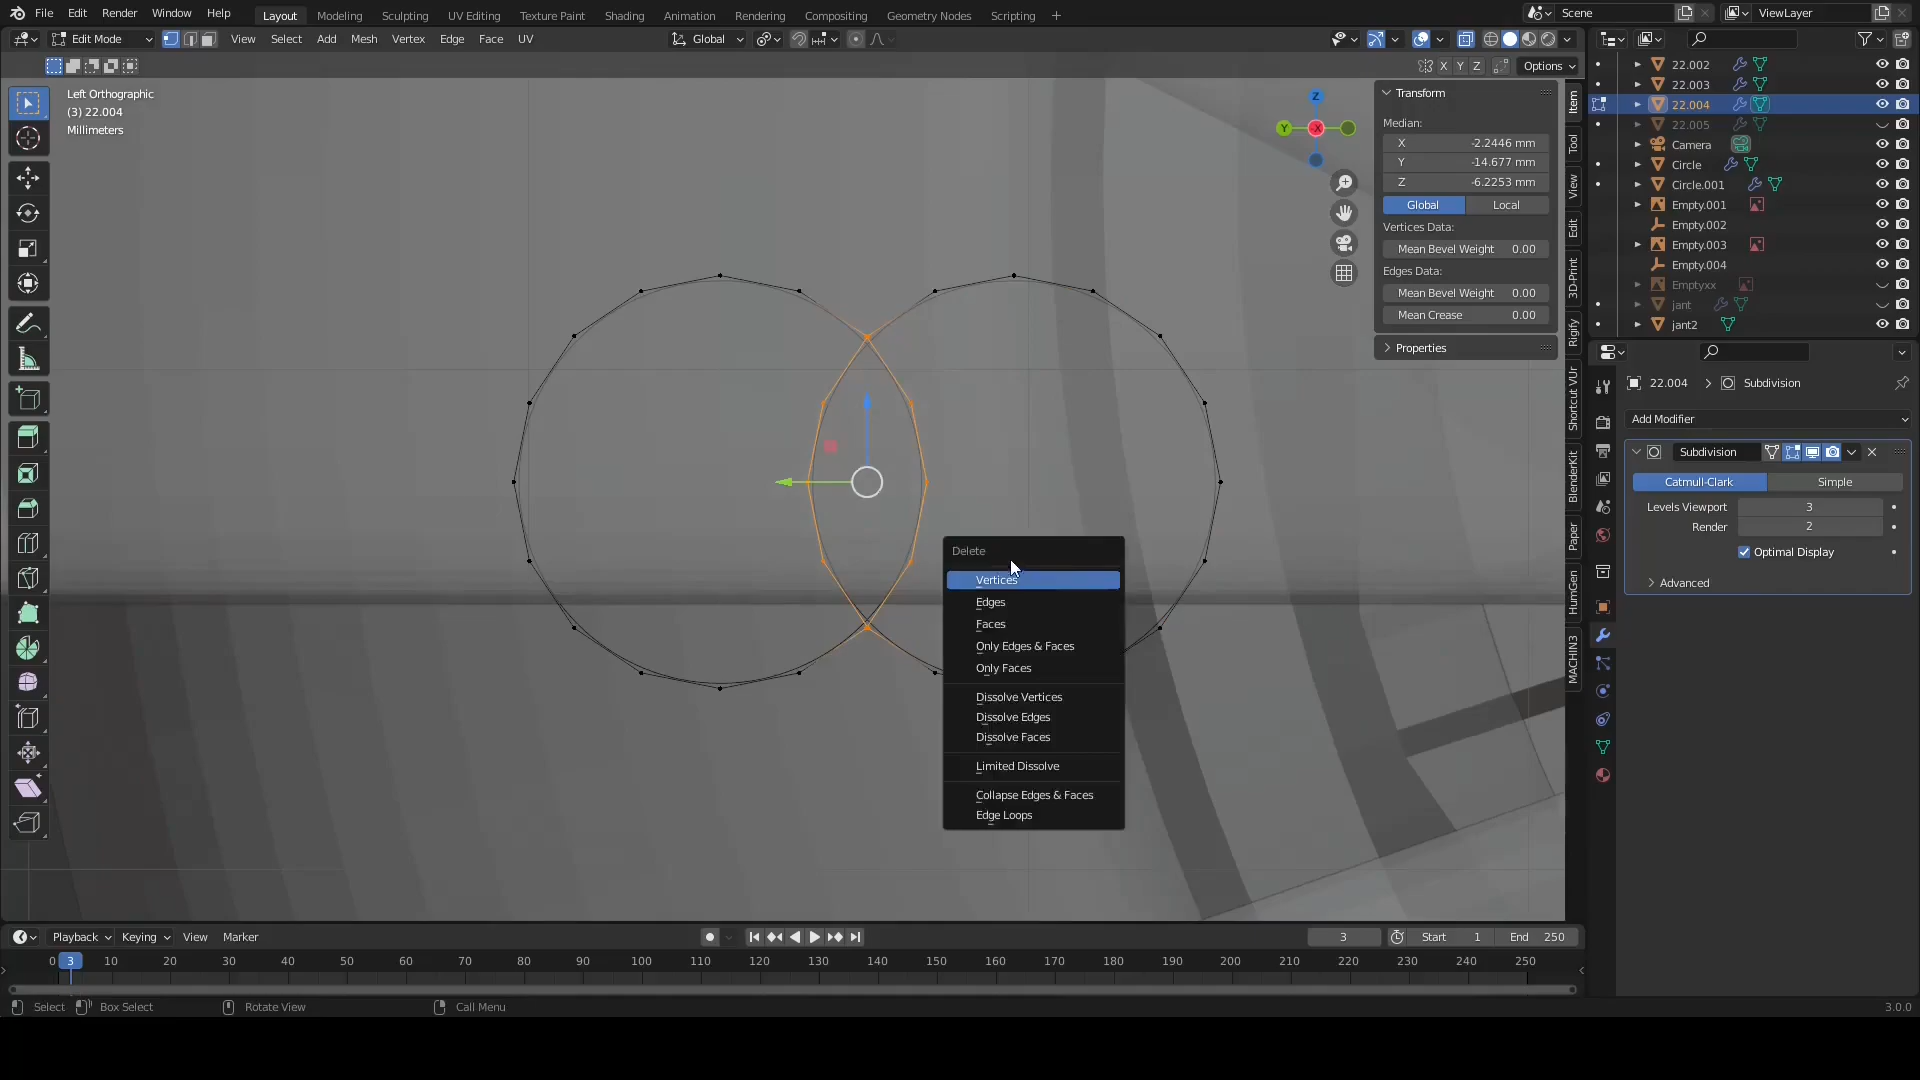 File Edit Render Window Help Layout Modeling Sculpting UV Editing Texture Paint Shading Animation Rendering Compositing Geometry Nodes Scripting + Scene ViewLayer
Edit Mode View Select Add Mesh Vertex Edge Face UV Global
X Y Z Options
Left Orthographic
(3) 22.004
Millimeters
Z
Y
X
Transform
Median:
X -2.2446 mm
Y -14.677 mm
Z -6.2253 mm
Global Local
Vertices Data:
Mean Bevel Weight 0.00
Edges Data:
Mean Bevel Weight 0.00
Mean Crease 0.00
Properties
Item
Tool
View
Edit
3D-Print
Rigify
Shortcut VUr
BlenderKit
Paper
HumGen
MACHIN3
22.002
22.003
22.004
22.005
Camera
Circle
Circle.001
Empty.001
Empty.002
Empty.003
Empty.004
Emptyxx
jant
jant2
22.004 Subdivision
Add Modifier
Subdivision
Catmull-Clark Simple
Levels Viewport 3
Render 2
Optimal Display
Advanced
Delete
Vertices
Edges
Faces
Only Edges & Faces
Only Faces
Dissolve Vertices
Dissolve Edges
Dissolve Faces
Limited Dissolve
Collapse Edges & Faces
Edge Loops
Playback Keying View Marker 3 Start 1 End 250
0 3 10 20 30 40 50 60 70 80 90 100 110 120 130 140 150 160 170 180 190 200 210 220 230 240 250
Select Box Select Rotate View Call Menu 3.0.0